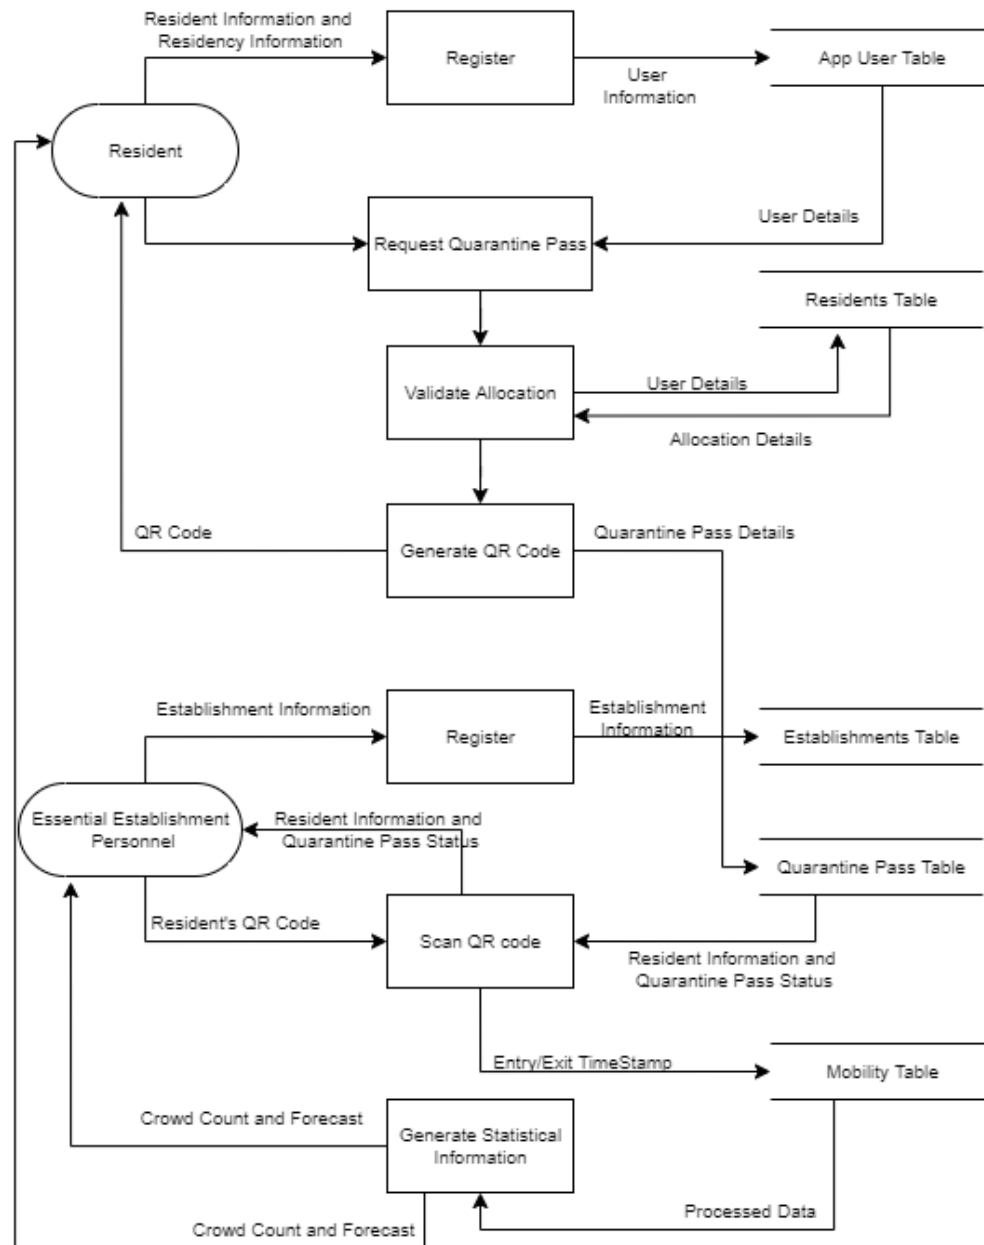 Resident Information and
Residency Information
Register
User
Information
App User Table
Resident
Request Quarantine Pass
User Details
Residents Table
Validate Allocation
User Details
Allocation Details
QR Code
Generate QR Code
Quarantine Pass Details
Establishment Information
Register
Establishment
Information
Establishments Table
Essential Establishment
Personnel
Resident Information and
Quarantine Pass Status
Quarantine Pass Table
Resident's QR Code
Scan QR code
Resident Information and
Quarantine Pass Status
Entry/Exit TimeStamp
Mobility Table
Crowd Count and Forecast
Generate Statistical
Information
Processed Data
Crowd Count and Forecast